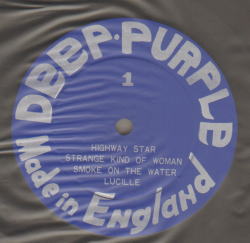 DEEP·PURPLE
1
HIGHWAY STAR
STRANGE KIND OF WOMAN
SMOKE ON THE WATER
LUCILLE
Made in England